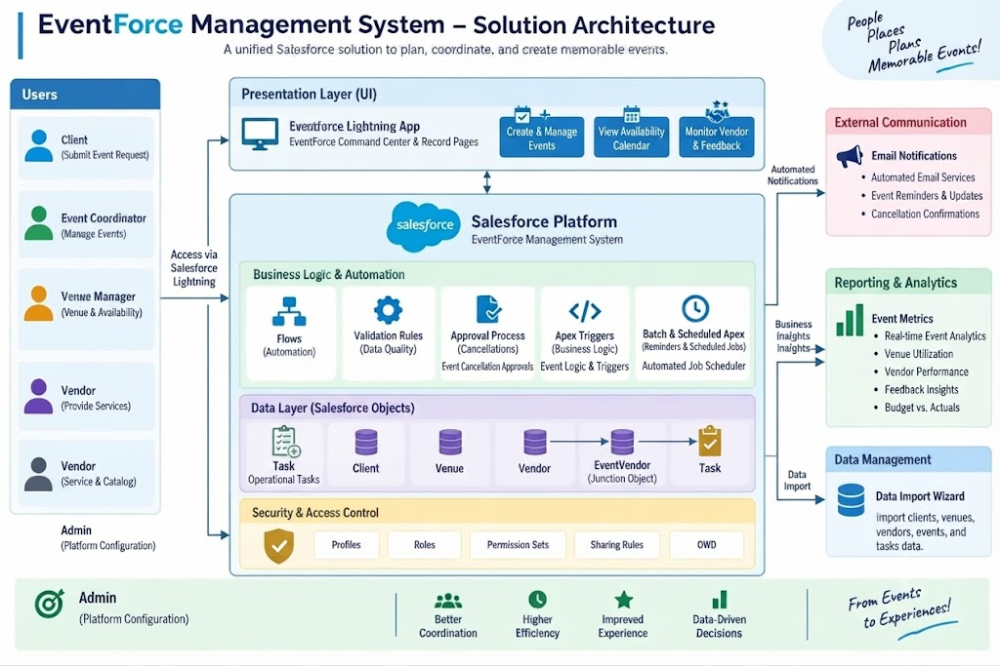 EventForce Management System – Solution Architecture
A unified Salesforce solution to plan, coordinate, and create memorable events.
People
Places
Plans
Memorable Events!
Users
Client
(Submit Event Request)
Event Coordinator
(Manage Events)
Venue Manager
(Venue & Availability)
Vendor
(Provide Services)
Vendor
(Service & Catalog)
Admin
(Platform Configuration)
Access via
Salesforce
Lightning
Presentation Layer (UI)
Eventforce Lightning App
EventForce Command Center & Record Pages
Create & Manage
Events
View Availability
Calendar
Monitor Vendor
& Feedback
salesforce
Salesforce Platform
EventForce Management System
Business Logic & Automation
Flows
(Automation)
Validation Rules
(Data Quality)
Approval Process
(Cancellations)
Event Cancellation Approvals
Apex Triggers
(Business Logic)
Event Logic & Triggers
Batch & Scheduled Apex
(Reminders & Scheduled Jobs)
Automated Job Scheduler
Data Layer (Salesforce Objects)
Task
Operational Tasks
Client
Venue
Vendor
EventVendor
(Junction Object)
Task
Security & Access Control
Profiles
Roles
Permission Sets
Sharing Rules
OWD
Automated
Notifications
Business
Insights
Insights
Data
Import
External Communication
Email Notifications
• Automated Email Services
• Event Reminders & Updates
• Cancellation Confirmations
Reporting & Analytics
Event Metrics
• Real-time Event Analytics
• Venue Utilization
• Vendor Performance
• Feedback Insights
• Budget vs. Actuals
Data Management
Data Import Wizard
Import clients, venues,
vendors, events, and
tasks data.
Admin
(Platform Configuration)
Better
Coordination
Higher
Efficiency
Impreved
Experience
Data-Driven
Decisions
From Events
to Experiences!